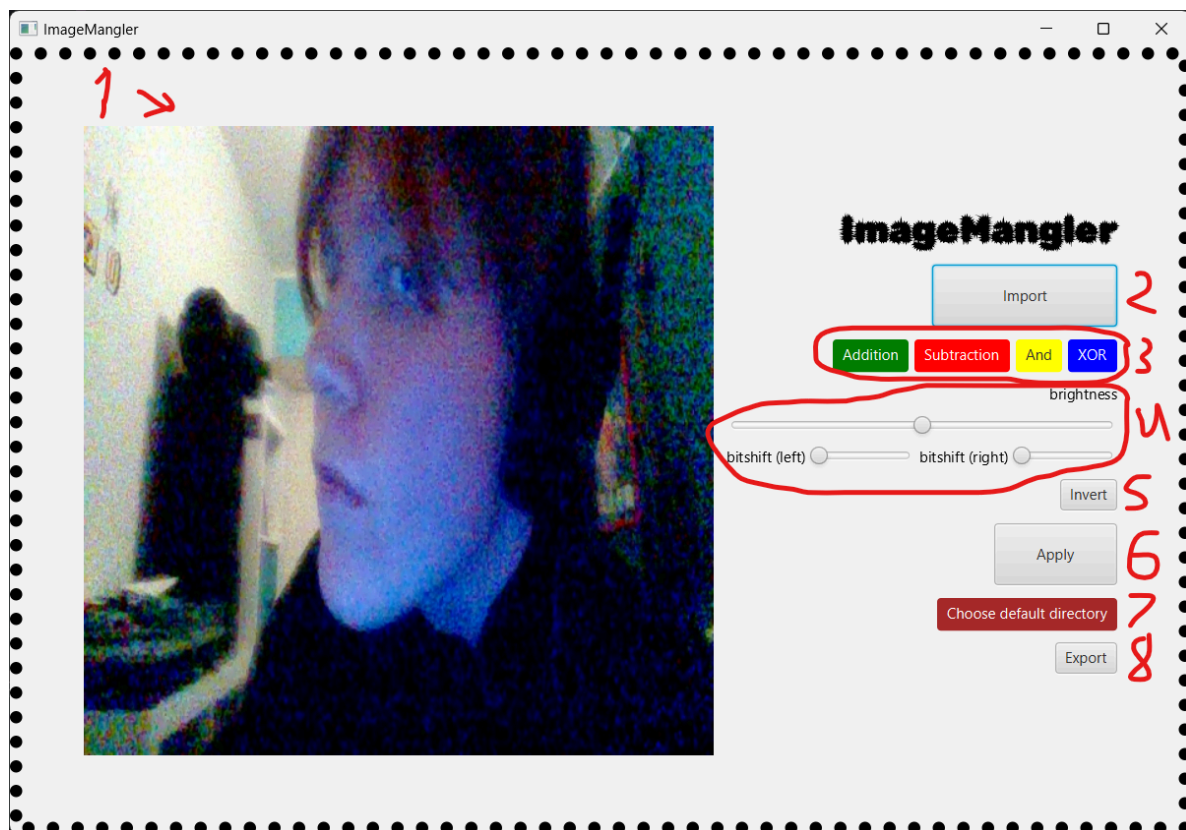 ImageMangler
1
ImageMangler
Import 2
Addition Subtraction And XOR 3
brightness
4
bitshift (left) bitshift (right)
Invert 5
Apply 6
Choose default directory 7
Export 8